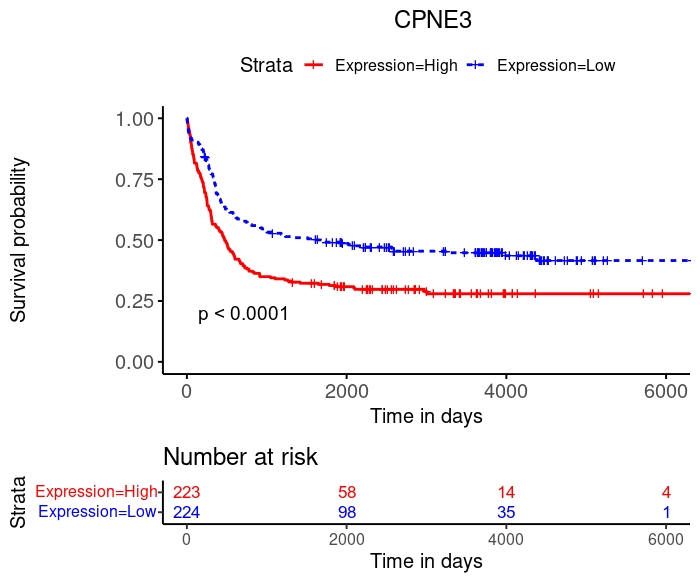 CPNE3
Strata Expression=High Expression=Low
Survival probability
1.00
0.75
0.50
0.25
0.00
p < 0.0001
0 2000 4000 6000
Time in days
Number at risk
Strata
Expression=High 223 58 14 4
Expression=Low 224 98 35 1
0 2000 4000 6000
Time in days